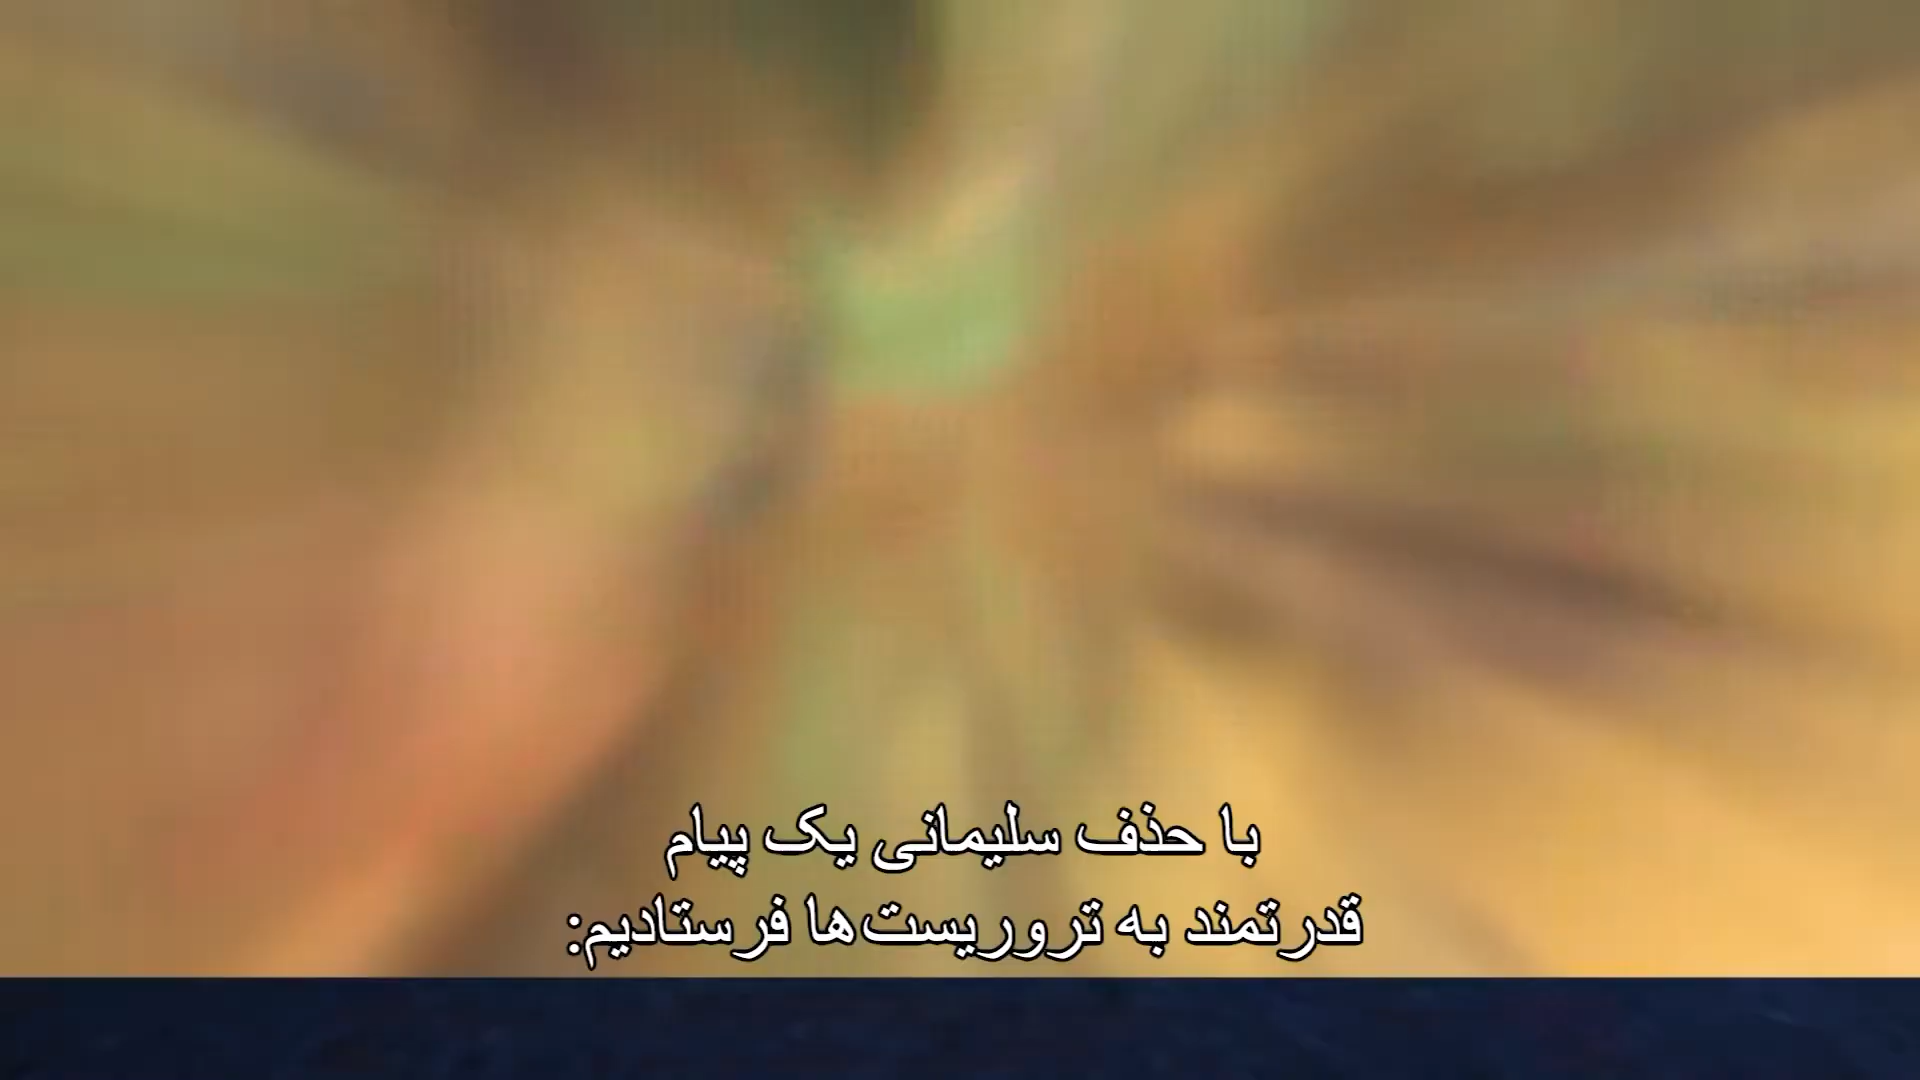 با حذف سلیمانی یک پیام
قدرتمند به تروریست‌ها فرستادیم: